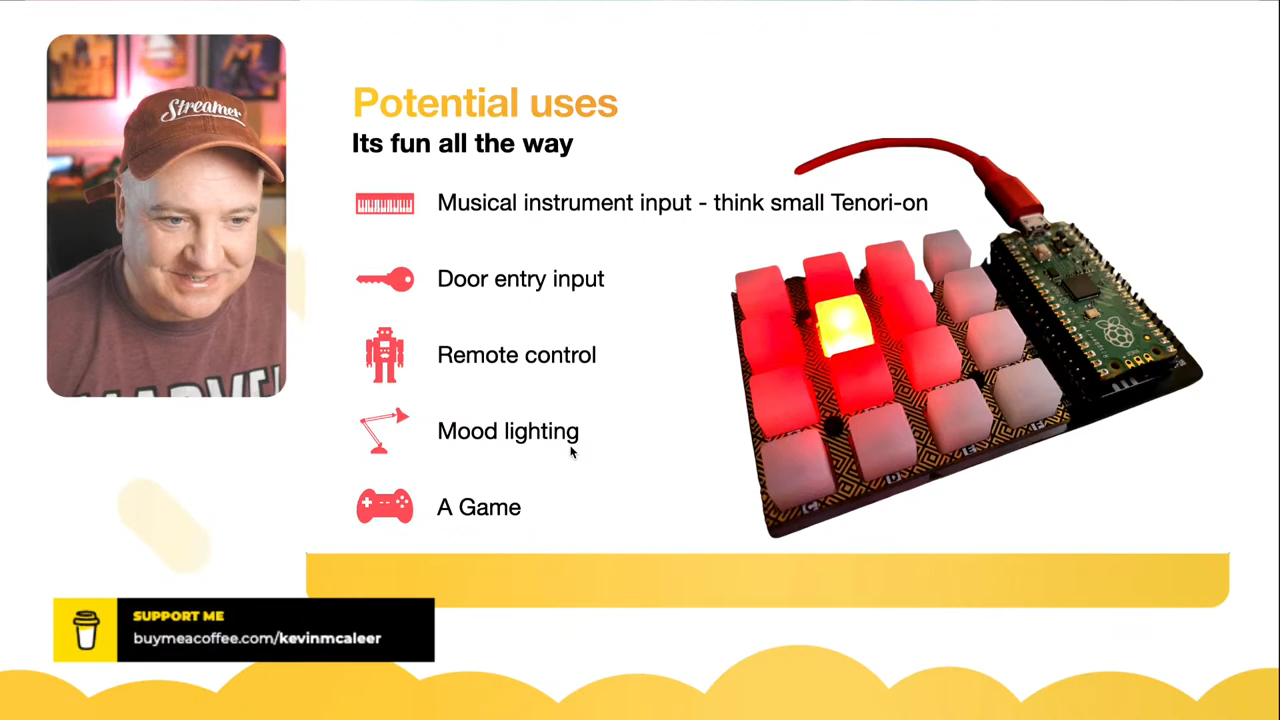 Streamer
MARVEL
Potential uses
Its fun all the way
Musical instrument input - think small Tenori-on
Door entry input
Remote control
Mood lighting
A Game
C
D
E
F
SUPPORT ME
buymeacoffee.com/kevinmcaleer